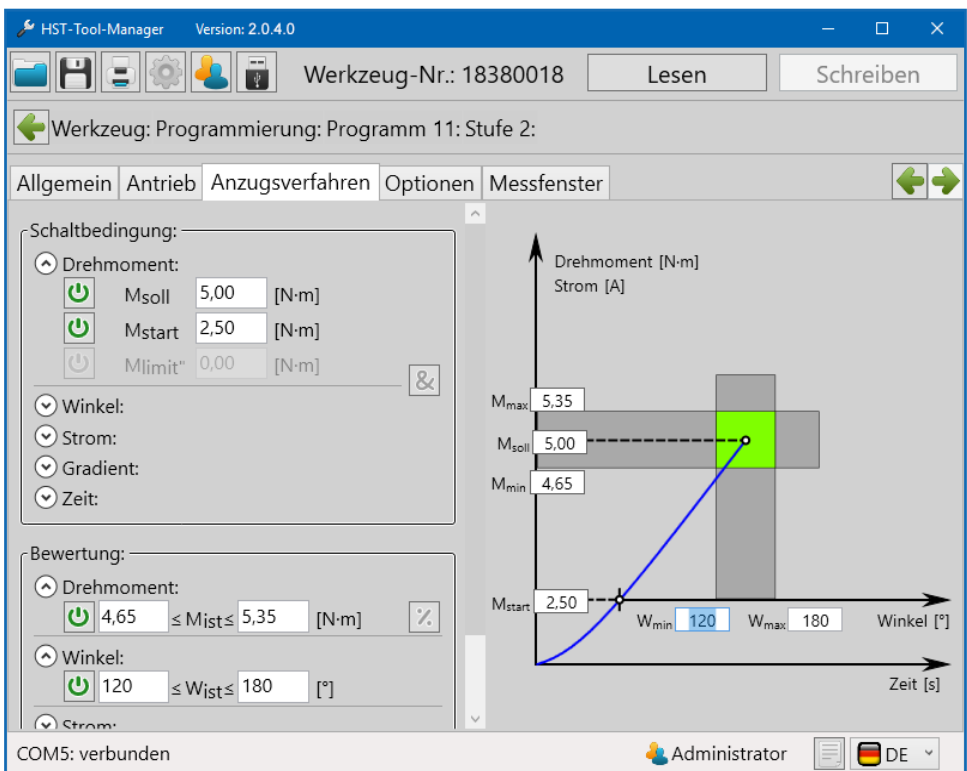 HST-Tool-Manager Version: 2.0.4.0
Werkzeug-Nr.: 18380018 Lesen Schreiben
Werkzeug: Programmierung: Programm 11: Stufe 2:
Allgemein Antrieb Anzugsverfahren Optionen Messfenster
Schaltbedingung:
Drehmoment:
Msoll 5,00 [N·m]
Mstart 2,50 [N·m]
Mlimit" 0,00 [N·m]
&
Winkel:
Strom:
Gradient:
Zeit:
Bewertung:
Drehmoment:
4,65 ≤ Mist ≤ 5,35 [N·m] %
Winkel:
120 ≤ Wist ≤ 180 [°]
Strom:
Drehmoment [N·m]
Strom [A]
Mmax 5,35
Msoll 5,00
Mmin 4,65
Mstart 2,50
Wmin 120 Wmax 180 Winkel [°]
Zeit [s]
COM5: verbunden Administrator DE